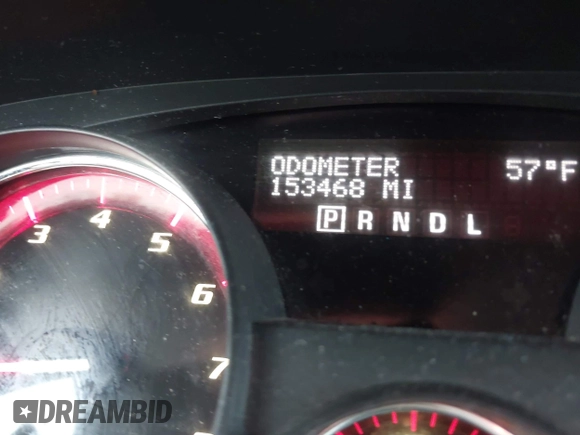 ODOMETER 57°F
153468 MI
P R N D L
3 4 5 6 7
DREAMBID